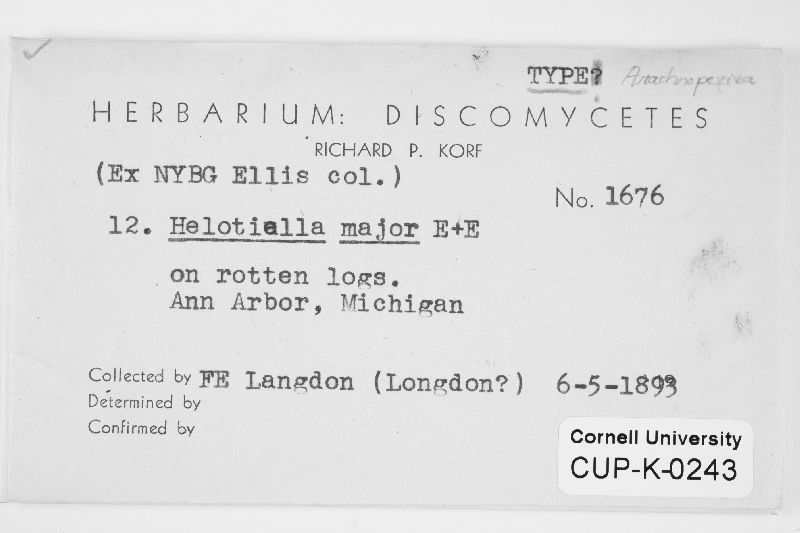 TYPE? Arachnopeziza
HERBARIUM: DISCOMYCETES
RICHARD P. KORF
(Ex NYBG Ellis col.)
No. 1676
12. Helotiella major E+E
on rotten logs.
Ann Arbor, Michigan
Collected by FE Langdon (Longdon?) 6-5-1893
Determined by
Confirmed by
Cornell University
CUP-K-0243